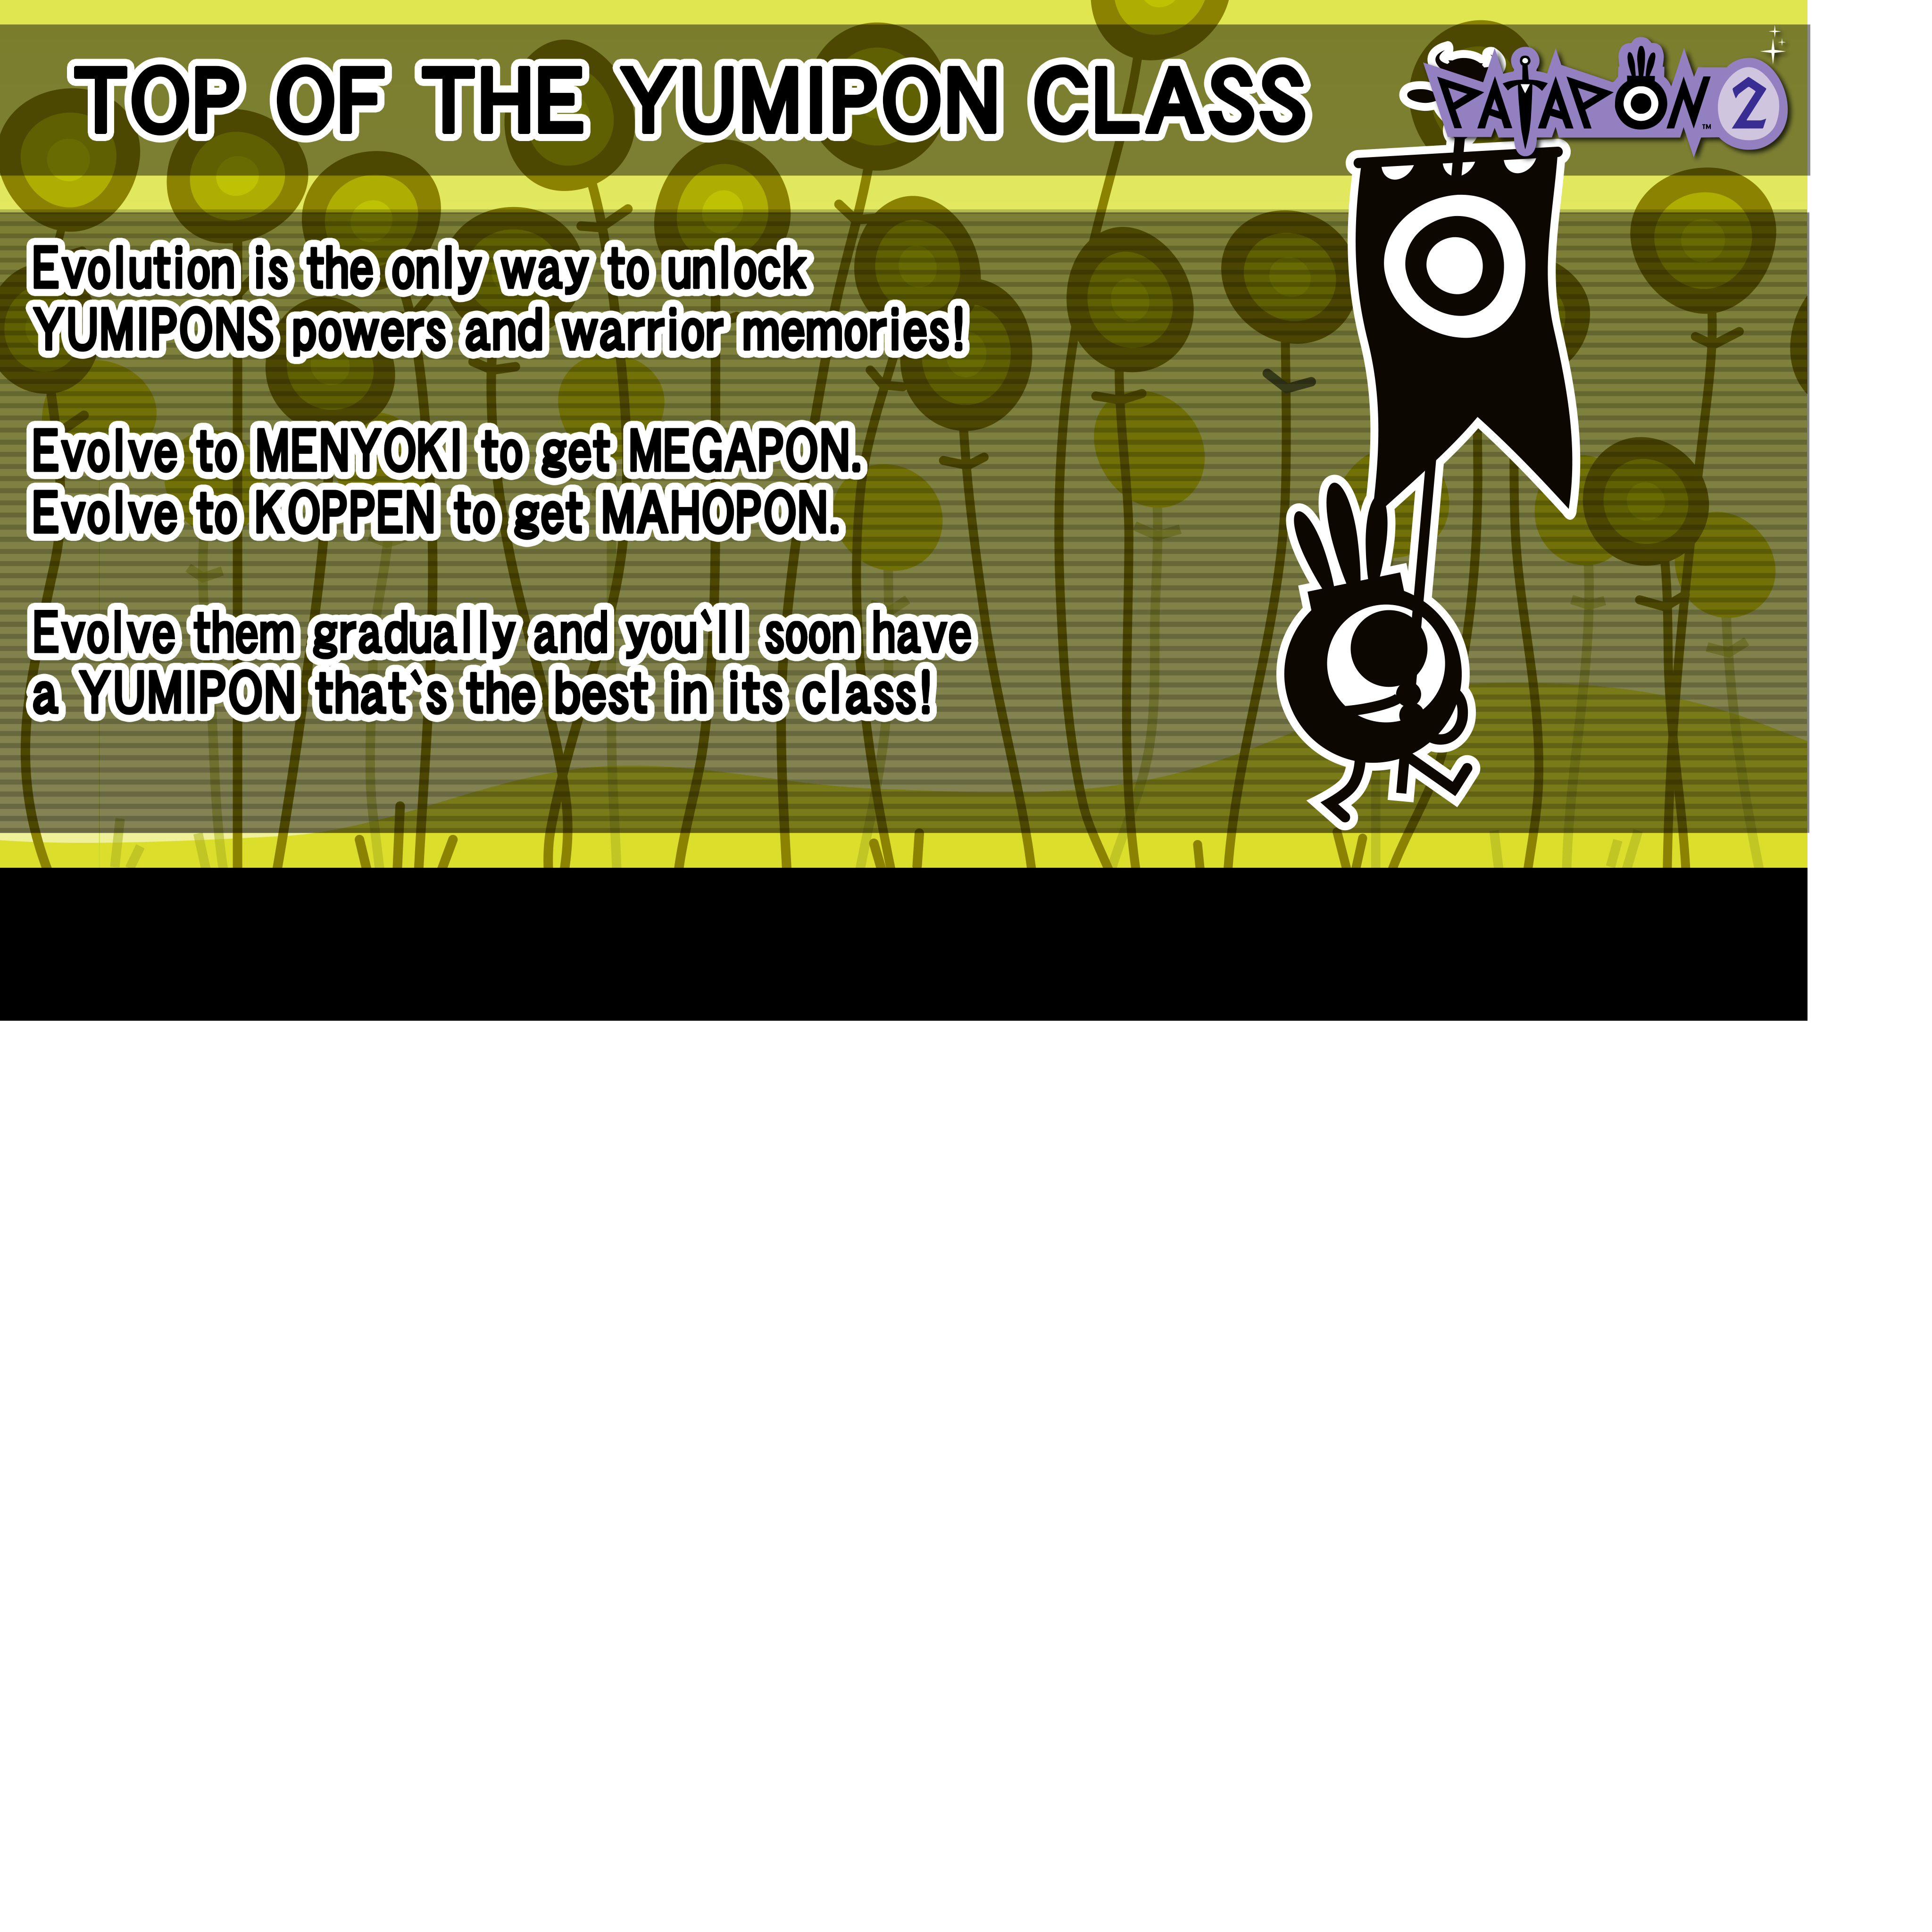 TOP OF THE YUMIPON CLASS
PATAPON™ 2
Evolution is the only way to unlock
YUMIPONS powers and warrior memories!
Evolve to MENYOKI to get MEGAPON.
Evolve to KOPPEN to get MAHOPON.
Evolve them gradually and you`ll soon have
a YUMIPON that`s the best in its class!